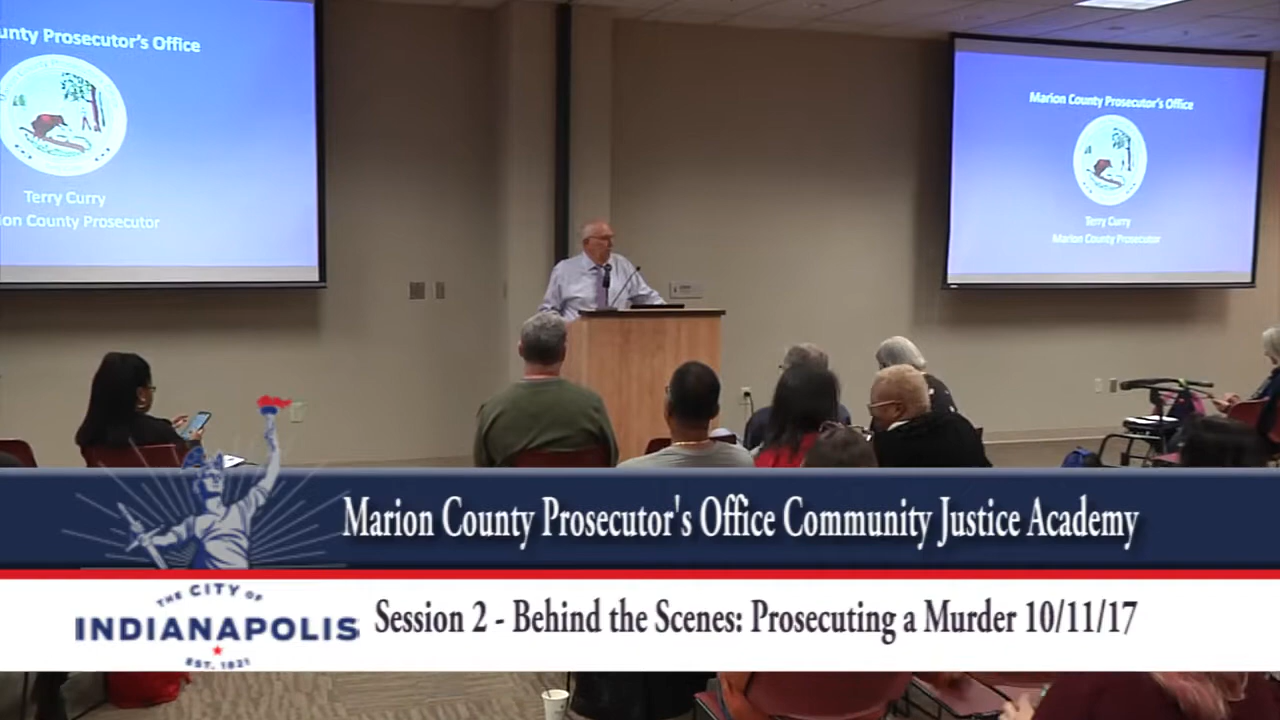 unty Prosecutor's Office
Terry Curry
ion County Prosecutor
Marion County Prosecutor's Office
Terry Curry
Marion County Prosecutor
Marion County Prosecutor's Office Community Justice Academy
THE CITY OF
INDIANAPOLIS
EST. 1821
Session 2 - Behind the Scenes: Prosecuting a Murder 10/11/17